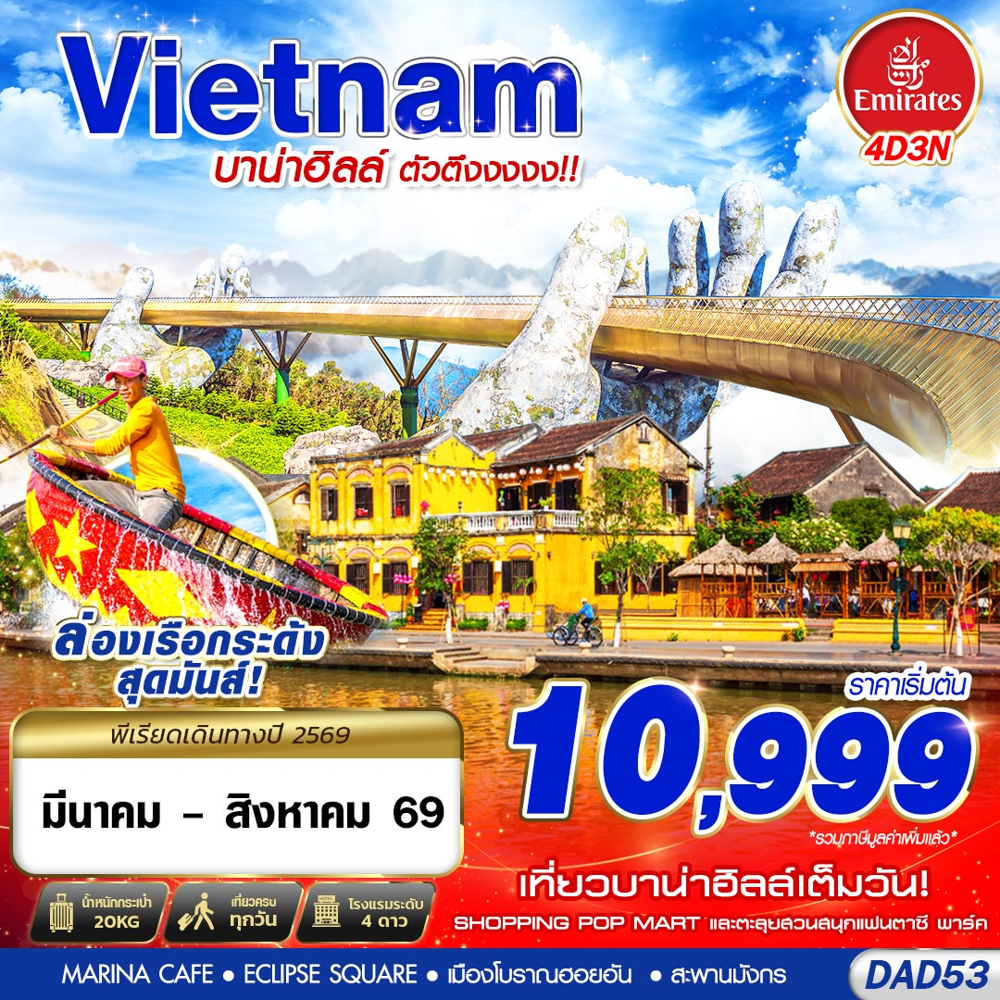 Vietnam
บาน่าฮิลล์ ตัวตึงงงงง!!
Emirates
4D3N
ล่องเรือกระด้ง
สุดมันส์!
พีเรียดเดินทางปี 2569
มีนาคม - สิงหาคม 69
ราคาเริ่มต้น
10,999
*รวมภาษีมูลค่าเพิ่มแล้ว*
น้ำหนักกระเป๋า
20KG
เที่ยวครบ
ทุกวัน
HOTEL
โรงแรมระดับ
4 ดาว
เที่ยวบาน่าฮิลล์เต็มวัน!
SHOPPING POP MART และตะลุยสวนสนุกแฟนตาซี พาร์ค
MARINA CAFE ● ECLIPSE SQUARE ● เมืองโบราณฮอยอัน ● สะพานมังกร
DAD53